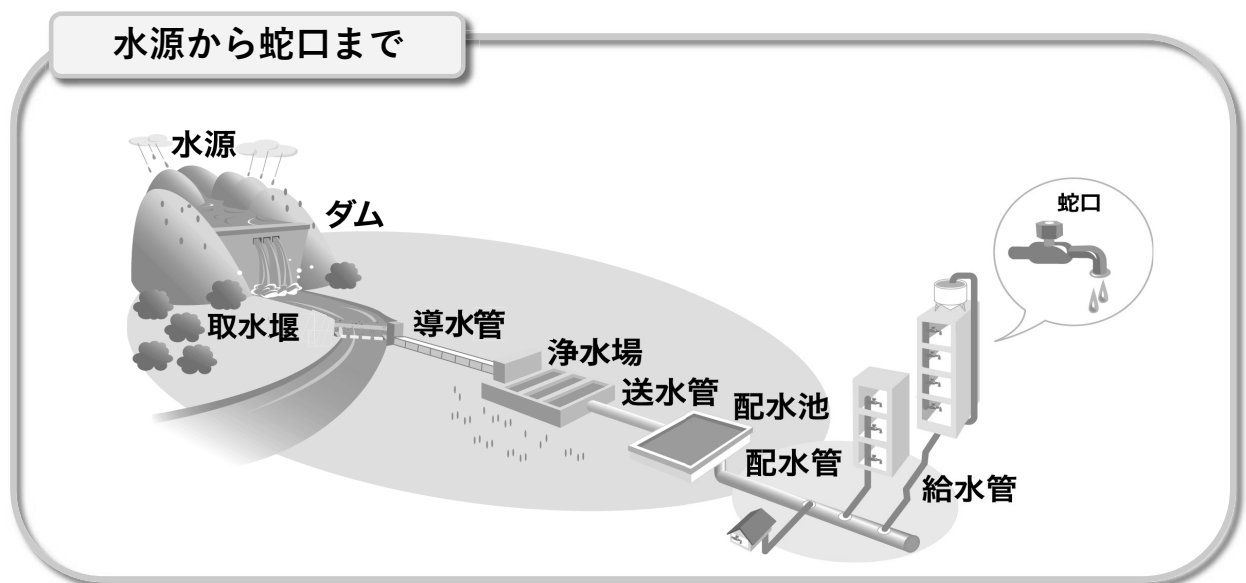 水源から蛇口まで
水源
ダム
取水堰
導水管
浄水場
送水管
配水池
配水管
給水管
蛇口